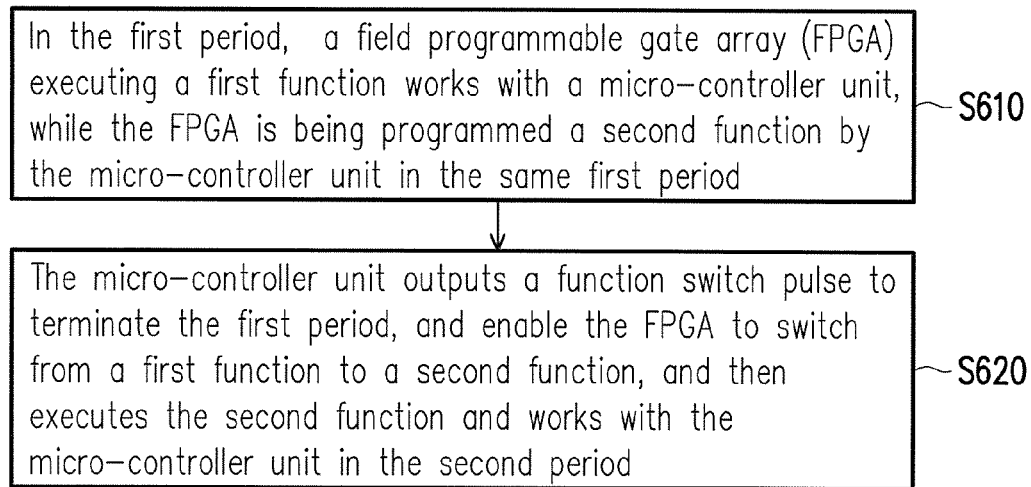 In the first period, a field programmable gate array (FPGA)
executing a first function works with a micro-controller unit,
while the FPGA is being programmed a second function by
the micro-controller unit in the same first period
S610
The micro-controller unit outputs a function switch pulse to
terminate the first period, and enable the FPGA to switch
from a first function to a second function, and then
executes the second function and works with the
micro-controller unit in the second period
S620